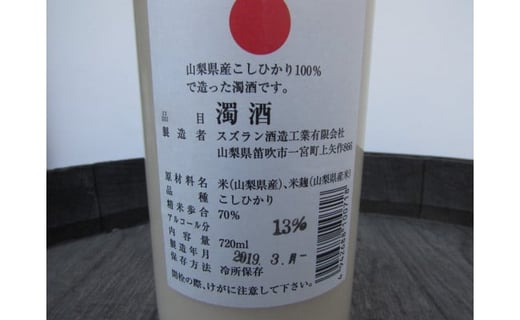 山梨県産こしひかり100%
で造った濁酒です。
品目 濁酒
製造者 スズラン酒造工業有限会社
山梨県笛吹市一宮町上矢作866
原材料名 米(山梨県産)、米麹(山梨県産米)
品種 こしひかり
精米歩合 70%
アルコール分 13%
内容量 720ml
製造年月 2019.3.月
保存方法 冷所保存
開栓の際、けがに注意して下さい。
4962688100718